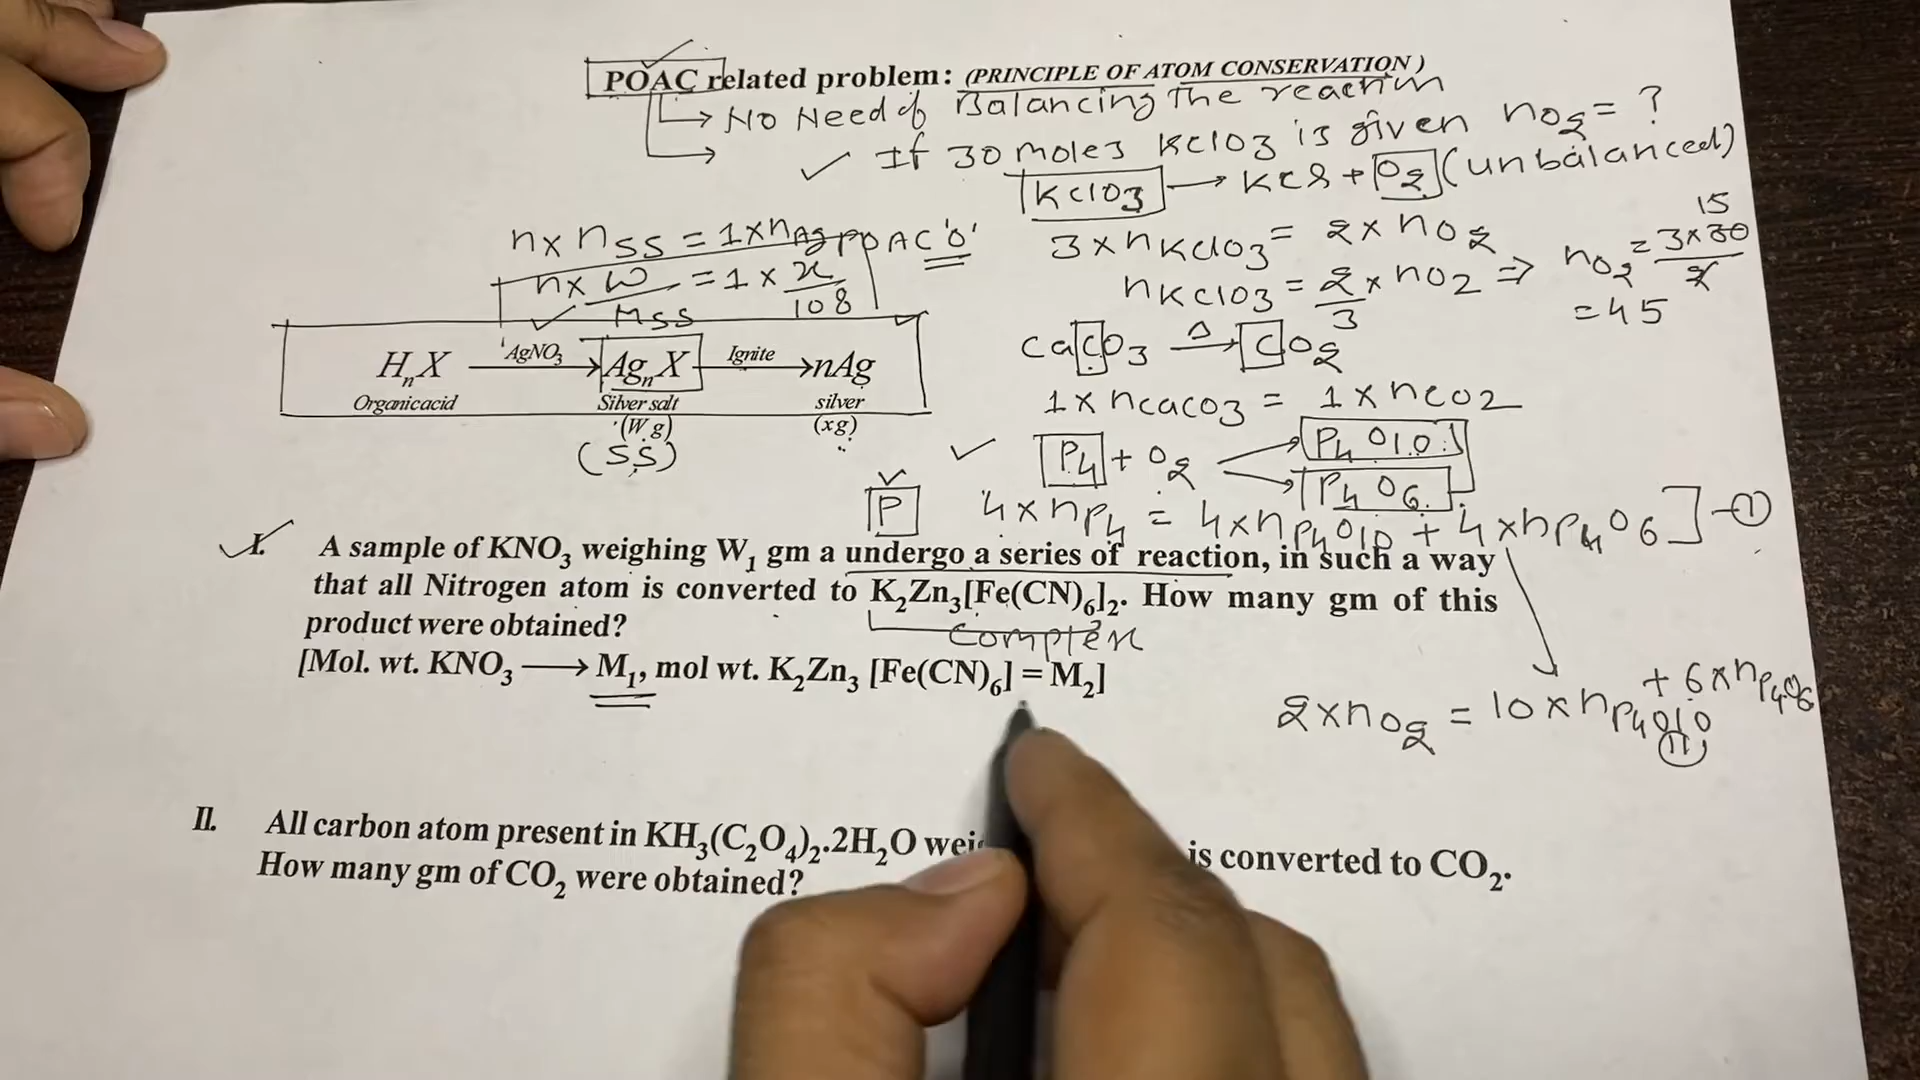 POAC related problem: (PRINCIPLE OF ATOM CONSERVATION)
→ No Need of Balancing The reaction
→ ✓ If 30 moles KClO3 is given nO2 = ?
KClO3 → KCl + O2 (unbalanced)
POAC 'O' 3 × nKClO3 = 2 × nO2
nKClO3 = 2/3 × nO2 ⇒ nO2 = 3×30/2
15
= 45
n × nSS = 1 × nAg
n × W/MSS = 1 × x/108
HnX —AgNO3→ AgnX —Ignite→ nAg
Organic acid Silver salt silver
(W g) (xg)
(SS)
CaCO3 —Δ→ CO2
1 × nCaCO3 = 1 × nCO2
P4 + O2 → P4O10
→ P4O6
P 4 × nP4 = 4 × nP4O10 + 4 × nP4O6 ] – (1)
2 × nO2 = 10 × nP4O10 + 6 × nP4O6
(11)
I. A sample of KNO3 weighing W1 gm a undergo a series of reaction, in such a way
that all Nitrogen atom is converted to K2Zn3[Fe(CN)6]2. How many gm of this
product were obtained?
Complex
[Mol. wt. KNO3 → M1, mol wt. K2Zn3 [Fe(CN)6] = M2]
II. All carbon atom present in KH3(C2O4)2.2H2O is converted to CO2.
How many gm of CO2 were obtained?